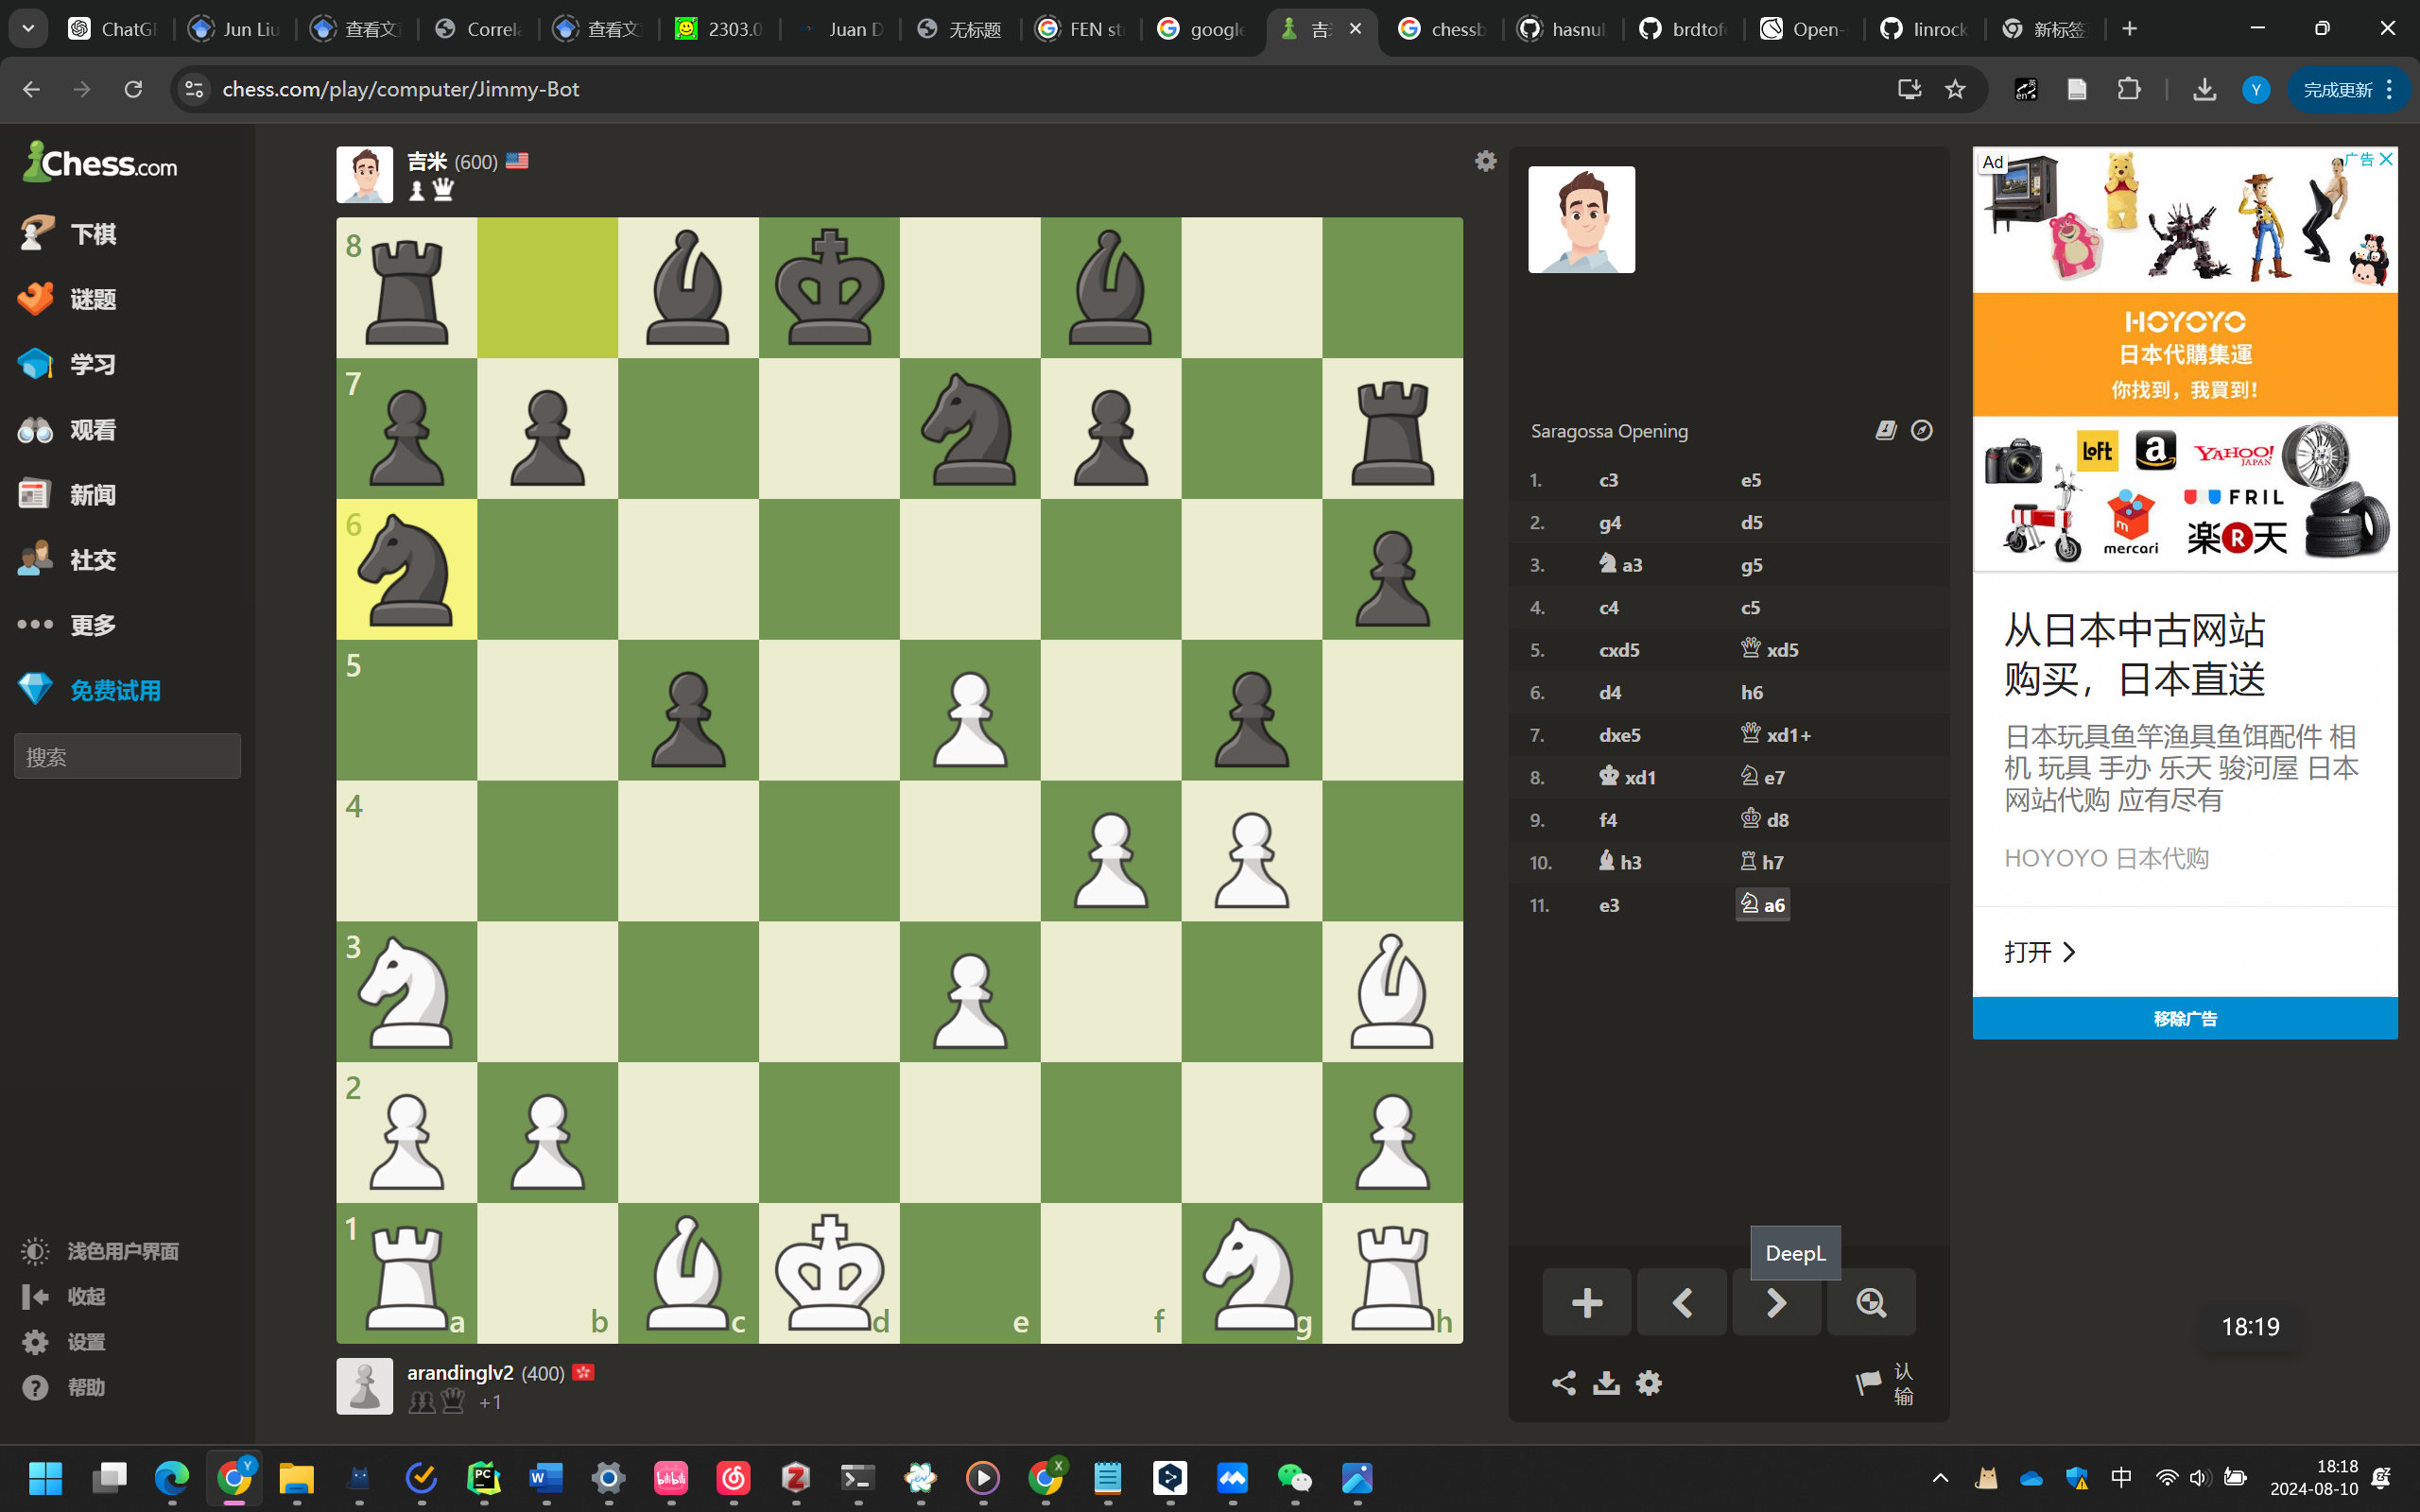 ChatGP
Jun Liu
查看文
Correla
查看文
2303.0
Juan D
无标题
FEN str
google
吉
chessb
hasnul
brdtofe
Open-
linrock
新标签
chess.com/play/computer/Jimmy-Bot
en
Y
完成更新
Chess.com
下棋
谜题
学习
观看
新闻
社交
更多
免费试用
搜索
浅色用户界面
收起
设置
帮助
吉米 (600)
8
7
6
5
4
3
2
1
a b c d e f g h
arandinglv2 (400)
+1
Saragossa Opening
1. c3 e5
2. g4 d5
3. a3 g5
4. c4 c5
5. cxd5 xd5
6. d4 h6
7. dxe5 xd1+
8. xd1 e7
9. f4 d8
10. h3 h7
11. e3 a6
DeepL
认输
Ad
广告
HOYOYO
日本代購集運
你找到，我買到!
Loft
a
YAHOO!
JAPAN
mercari
FRIL
楽R天
从日本中古网站
购买，日本直送
日本玩具鱼竿渔具鱼饵配件 相
机 玩具 手办 乐天 骏河屋 日本
网站代购 应有尽有
HOYOYO 日本代购
打开
移除广告
18:19
Y
PC
W
bilibili
Z
X
中
18:18
2024-08-10